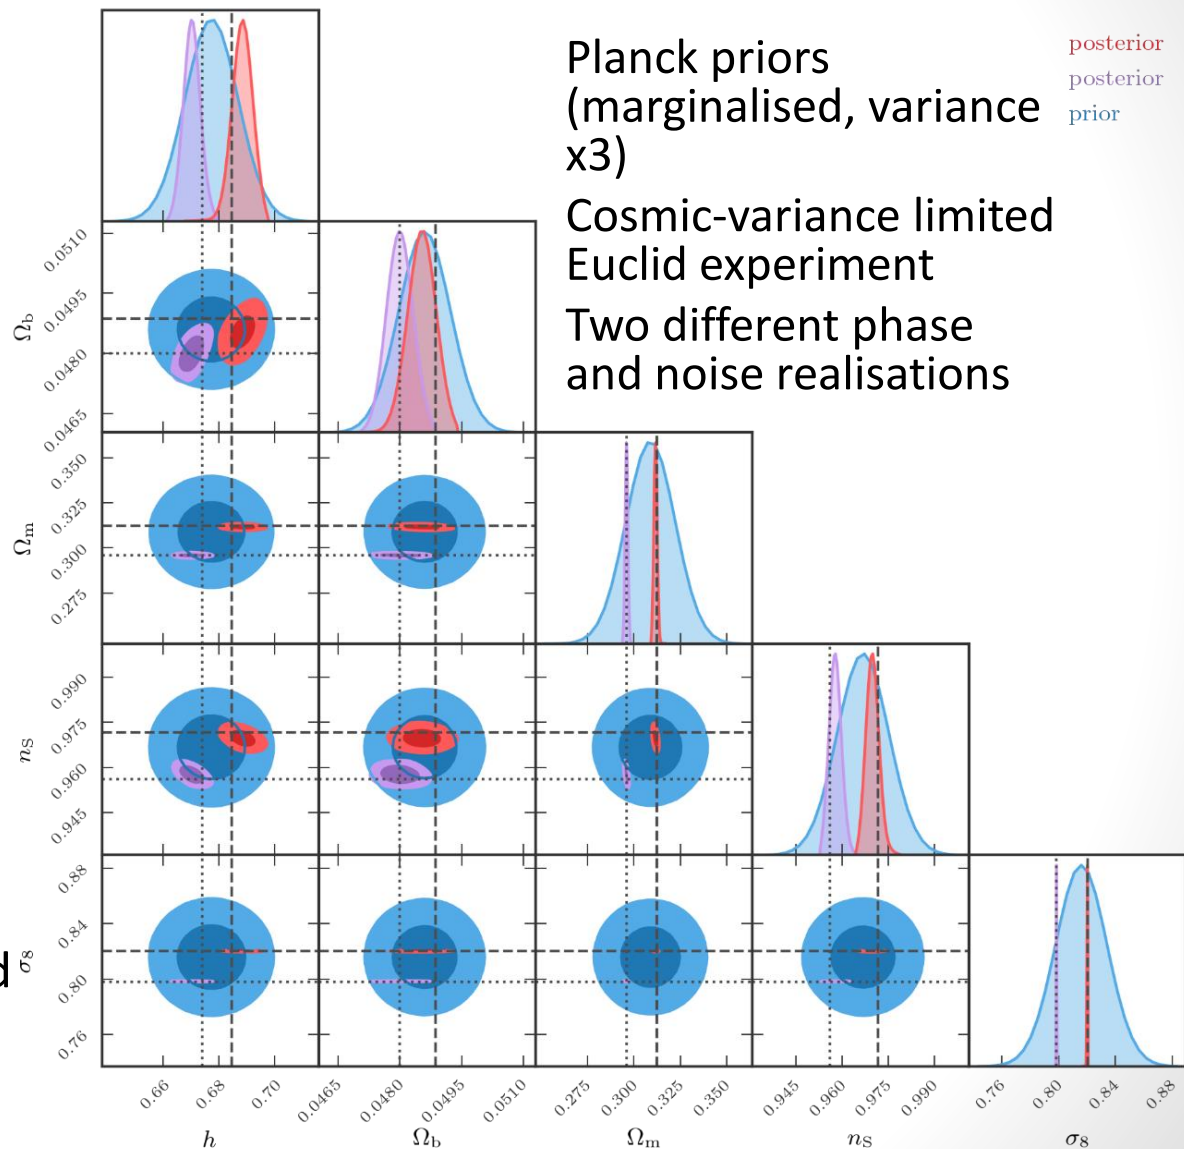 Planck priors
(marginalised, variance
x3)
Cosmic-variance limited
Euclid experiment
Two different phase
and noise realisations
posterior
posterior
prior
0.0510
0.0495
0.0480
0.0465
Ωb
0.350
0.325
0.300
0.275
Ωm
0.990
0.975
0.960
0.945
nS
0.88
0.84
0.80
0.76
σ8
d
0.66 0.68 0.70
h
0.0465 0.0480 0.0495 0.0510
Ωb
0.275 0.300 0.325 0.350
Ωm
0.945 0.960 0.975 0.990
nS
0.76 0.80 0.84 0.88
σ8